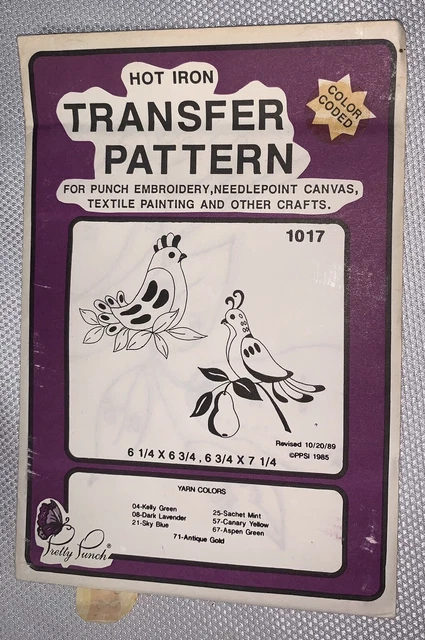 HOT IRON
TRANSFER
PATTERN
COLOR
CODED
FOR PUNCH EMBROIDERY,NEEDLEPOINT CANVAS,
TEXTILE PAINTING AND OTHER CRAFTS.
1017
Revised 10/20/89
©PPSI 1985
6 1/4 X 6 3/4 , 6 3/4 X 7 1/4
YARN COLORS
04-Kelly Green
08-Dark Lavender
21-Sky Blue
25-Sachet Mint
57-Canary Yellow
67-Aspen Green
71-Antique Gold
Pretty Punch®